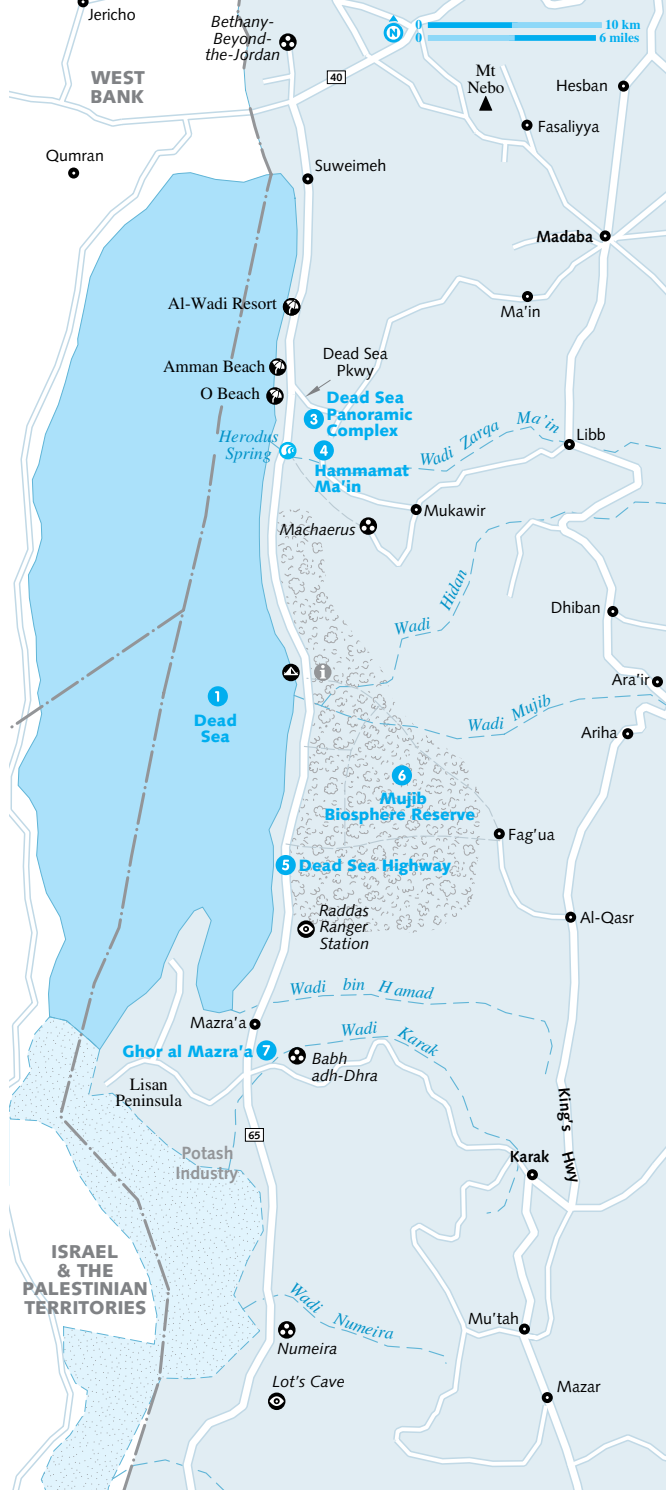 Jericho
Bethany-
Beyond-
the-Jordan
N
0 10 km
0 6 miles
WEST
BANK
40
Mt
Nebo
Hesban
Fasaliyya
Qumran
Suweimeh
Madaba
Al-Wadi Resort
Ma'in
Amman Beach
Dead Sea
Pkwy
O Beach
3 Dead Sea
Panoramic
Complex
Herodus
Spring
4
Hammamat
Ma'in
Wadi Zarqa Ma'in
Libb
Mukawir
Machaerus
Wadi Hidan
Dhiban
i
Ara'ir
1
Dead
Sea
Wadi Mujib
Ariha
6
Mujib
Biosphere Reserve
Fag'ua
5 Dead Sea Highway
Raddas
Ranger
Station
Al-Qasr
Wadi bin Hamad
Mazra'a
Wadi Karak
Ghor al Mazra'a 7
Babh
adh-Dhra
Lisan
Peninsula
King's Hwy
65
Potash
Industry
Karak
ISRAEL
& THE
PALESTINIAN
TERRITORIES
Wadi Numeira
Mu'tah
Numeira
Lot's Cave
Mazar